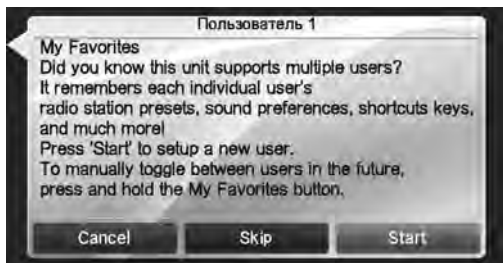 Пользователь 1
My Favorites
Did you know this unit supports multiple users?
It remembers each individual user's
radio station presets, sound preferences, shortcuts keys,
and much more!
Press 'Start' to setup a new user.
To manually toggle between users in the future,
press and hold the My Favorites button.
Cancel Skip Start